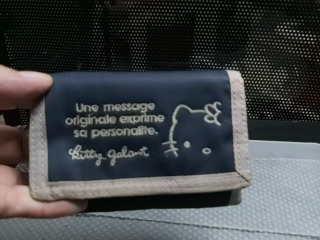 Une message
originale exprime
sa personalite.
Kitty galant